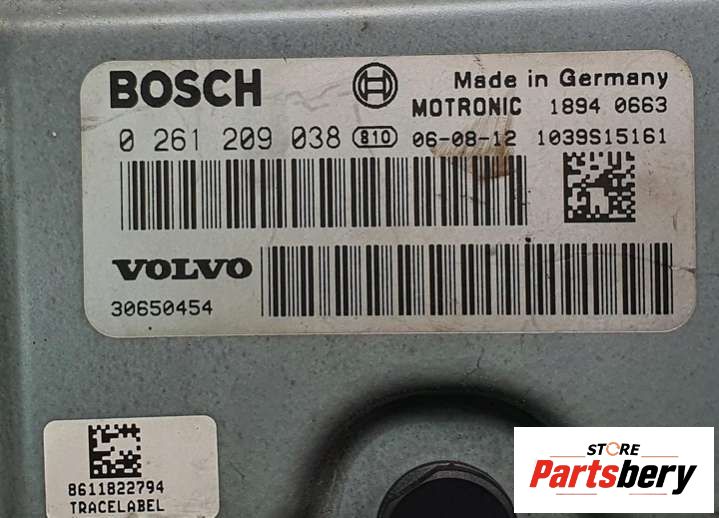 BOSCH
Made in Germany
MOTRONIC 1894 0663
0 261 209 038 810 06-08-12 1039S15161
VOLVO
30650454
8611822794
TRACELABEL
STORE
Partsbery